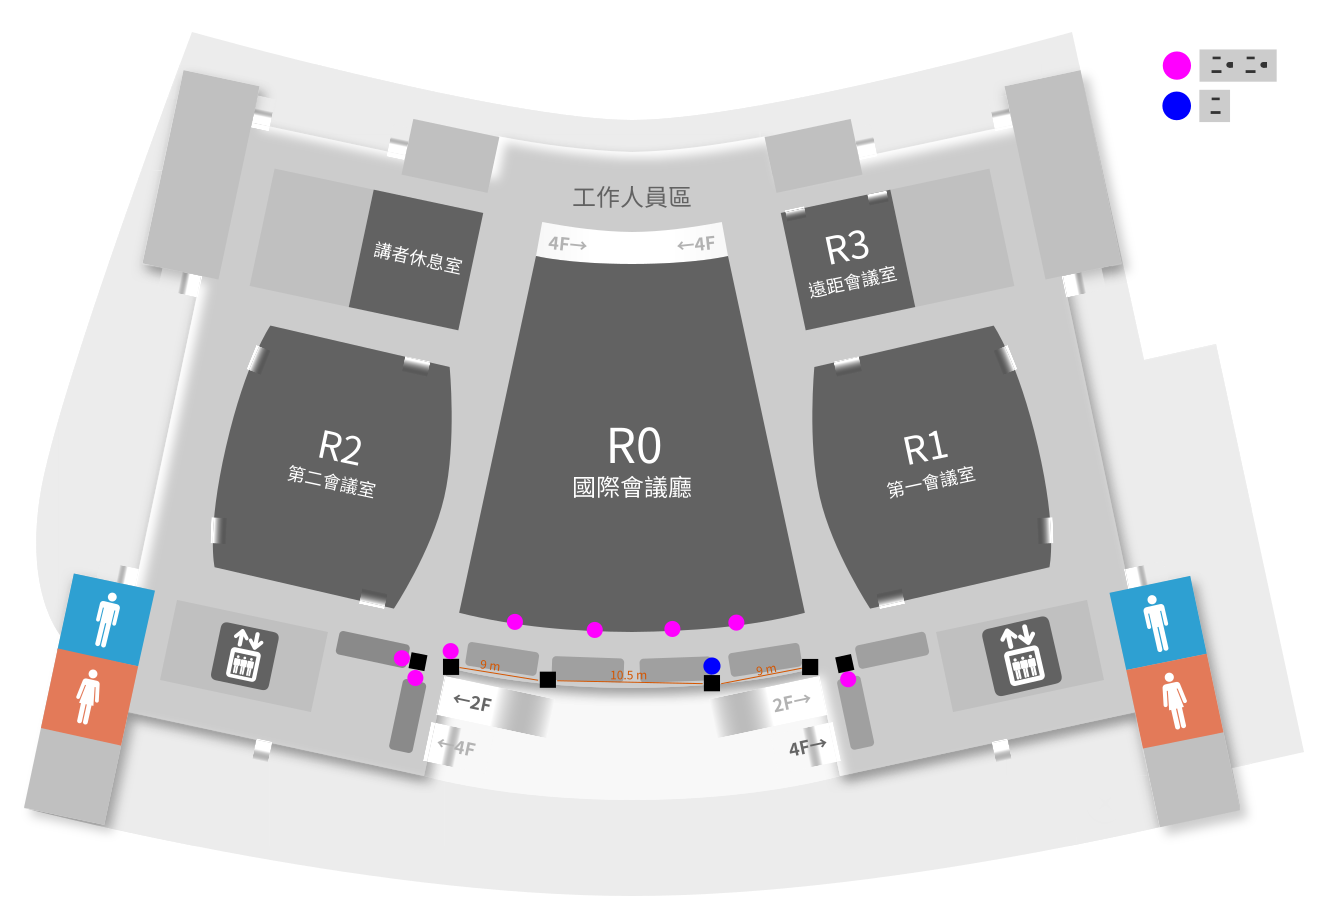 工作人員區
4F→
←4F
講者休息室
R3
遠距會議室
R2
第二會議室
R0
國際會議廳
R1
第一會議室
9 m
10.5 m
9 m
←2F
2F→
←4F
4F→